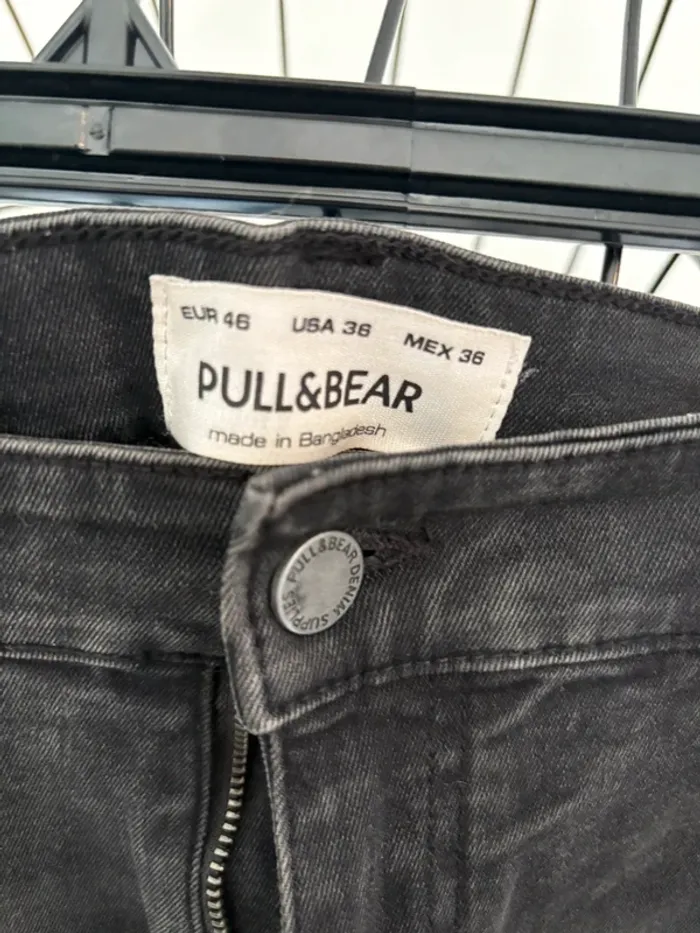 EUR 46 USA 36 MEX 36
PULL&BEAR
made in Bangladesh
PULL&BEAR DENIM SUPPLIES